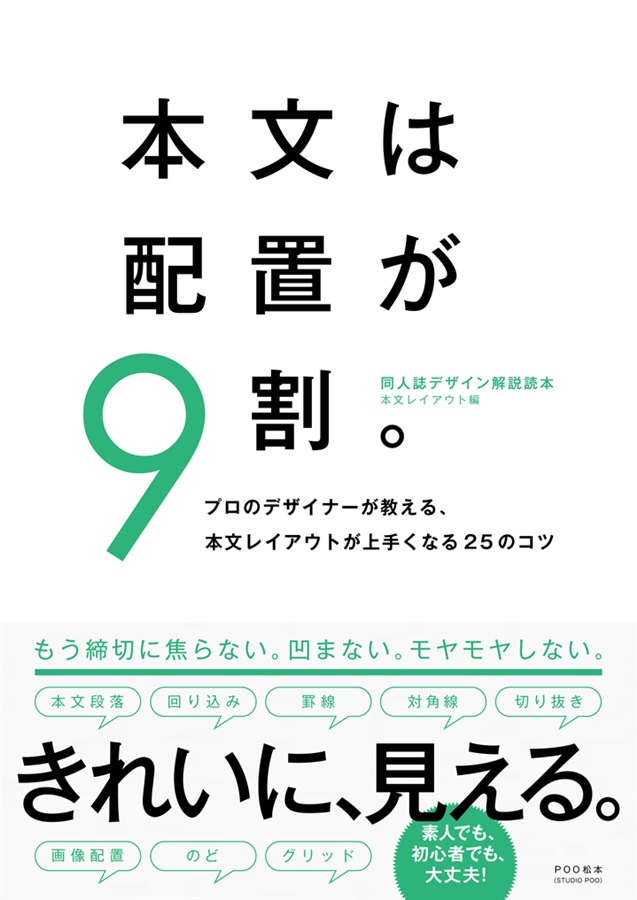 本文は
配置が
9割。
同人誌デザイン解説読本
本文レイアウト編
プロのデザイナーが教える、
本文レイアウトが上手くなる25のコツ
もう締切に焦らない。凹まない。モヤモヤしない。
本文段落 回り込み 罫線 対角線 切り抜き
きれいに、見える。
画像配置 のど グリッド
素人でも、
初心者でも、
大丈夫!
POO松本
(STUDIO POO)